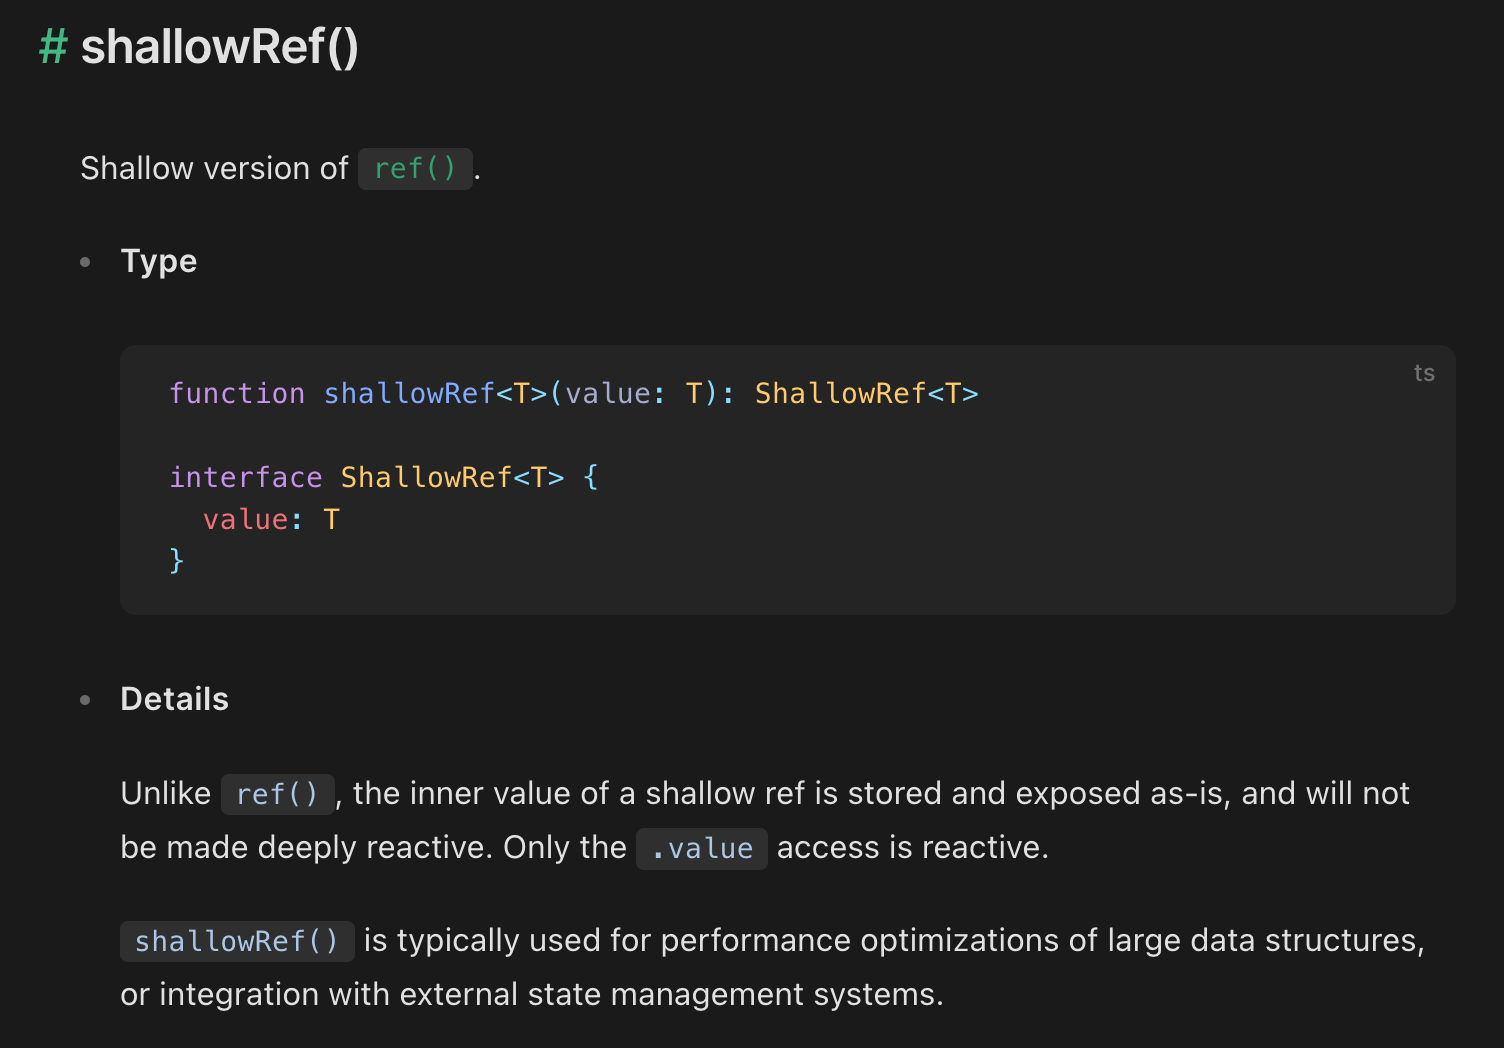 # shallowRef()
Shallow version of ref().
• Type
ts
function shallowRef<T>(value: T): ShallowRef<T>
interface ShallowRef<T> {
  value: T
}
• Details
Unlike ref(), the inner value of a shallow ref is stored and exposed as-is, and will not
be made deeply reactive. Only the .value access is reactive.
shallowRef() is typically used for performance optimizations of large data structures,
or integration with external state management systems.